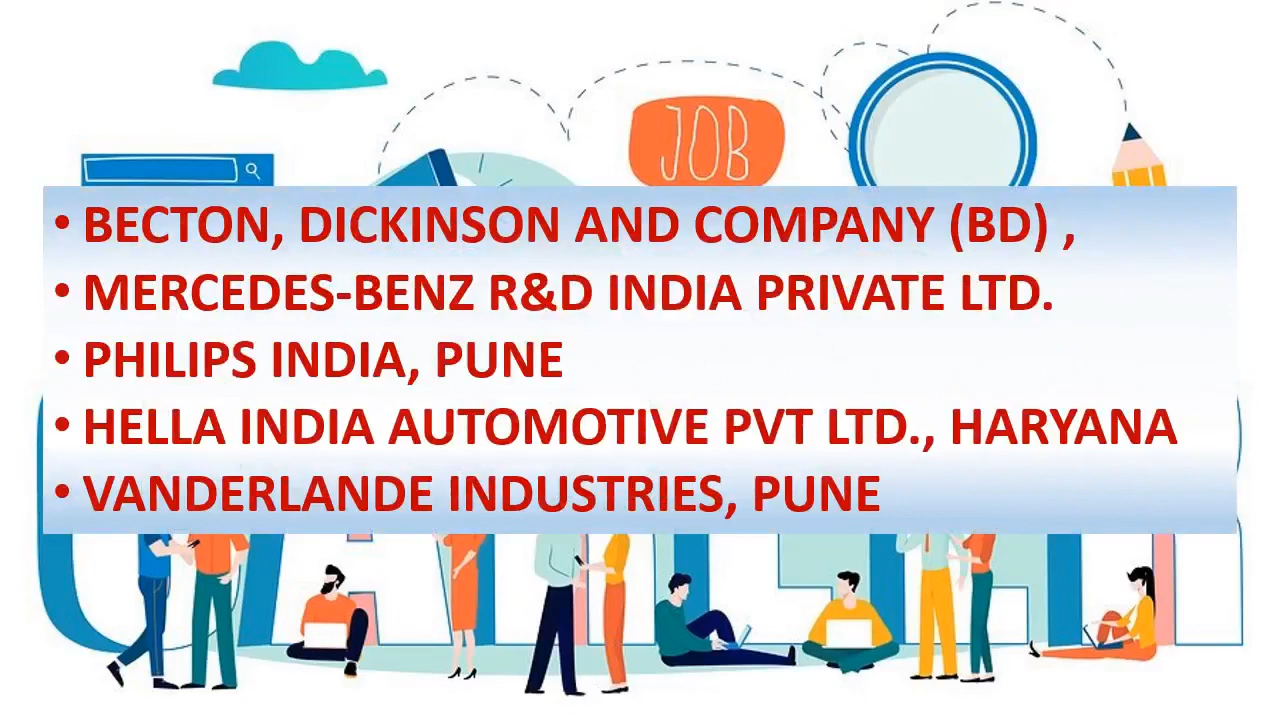 JOB
• BECTON, DICKINSON AND COMPANY (BD) ,
• MERCEDES-BENZ R&D INDIA PRIVATE LTD.
• PHILIPS INDIA, PUNE
• HELLA INDIA AUTOMOTIVE PVT LTD., HARYANA
• VANDERLANDE INDUSTRIES, PUNE